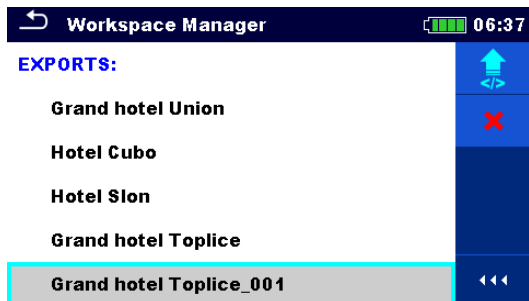 Workspace Manager 06:37
EXPORTS:
</>
Grand hotel Union
Hotel Cubo
Hotel Slon
Grand hotel Toplice
Grand hotel Toplice_001